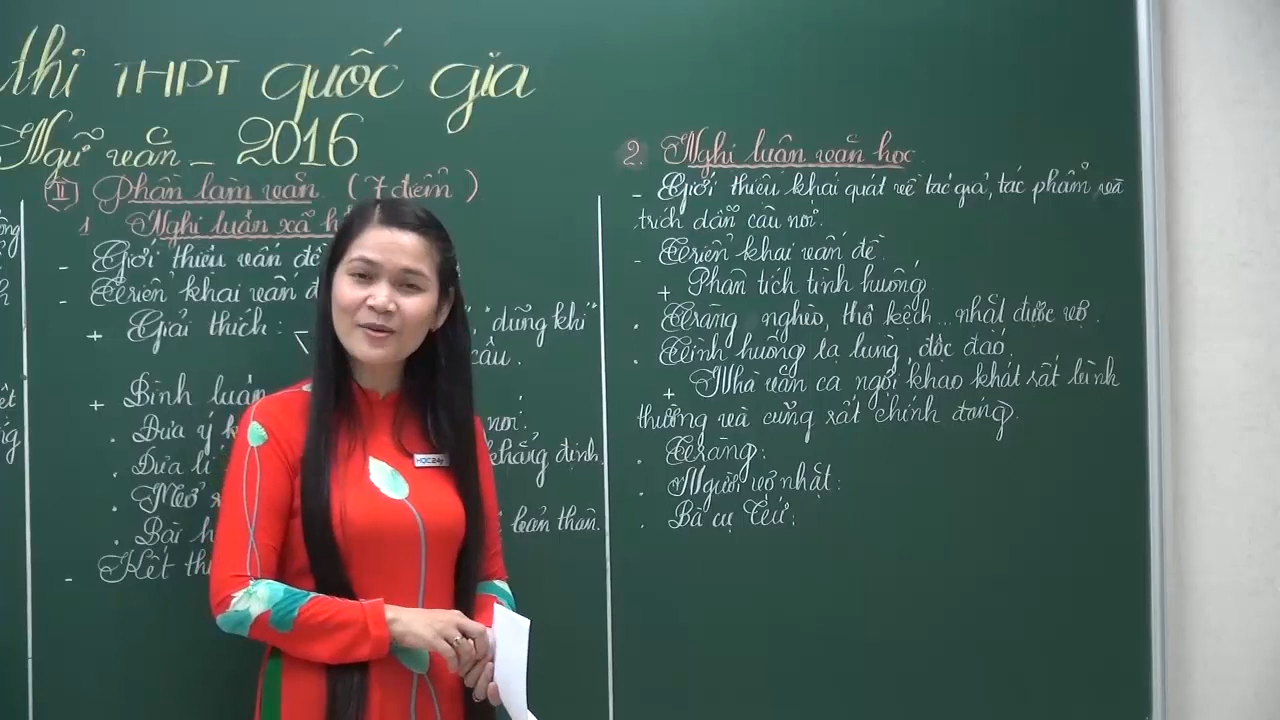 thi THPT quốc gia
Ngữ văn - 2016
II Phần làm văn (7 điểm)
1 Nghị luận xã h
- Giới thiệu vấn đề
- Triển khai vấn đ
+ Giải thích: "dũng khí"
câu.
+ Bình luận
. Đưa ý k nói.
. Đưa lí khẳng định.
. Mở
. Bài h bản thân.
- Kết th
2. Nghị luận văn học
- Giới thiệu khái quát về tác giả, tác phẩm và
trích dẫn câu nói.
- Triển khai vấn đề.
+ Phân tích tình huống
. Tràng nghèo, thô kệch... nhặt được vợ.
. Tình huống lạ lùng, độc đáo.
+ Nhà văn ca ngợi khao khát rất bình
thường và cũng rất chính đáng.
. Tràng:
. Người vợ nhặt:
. Bà cụ Tứ:
HOC247